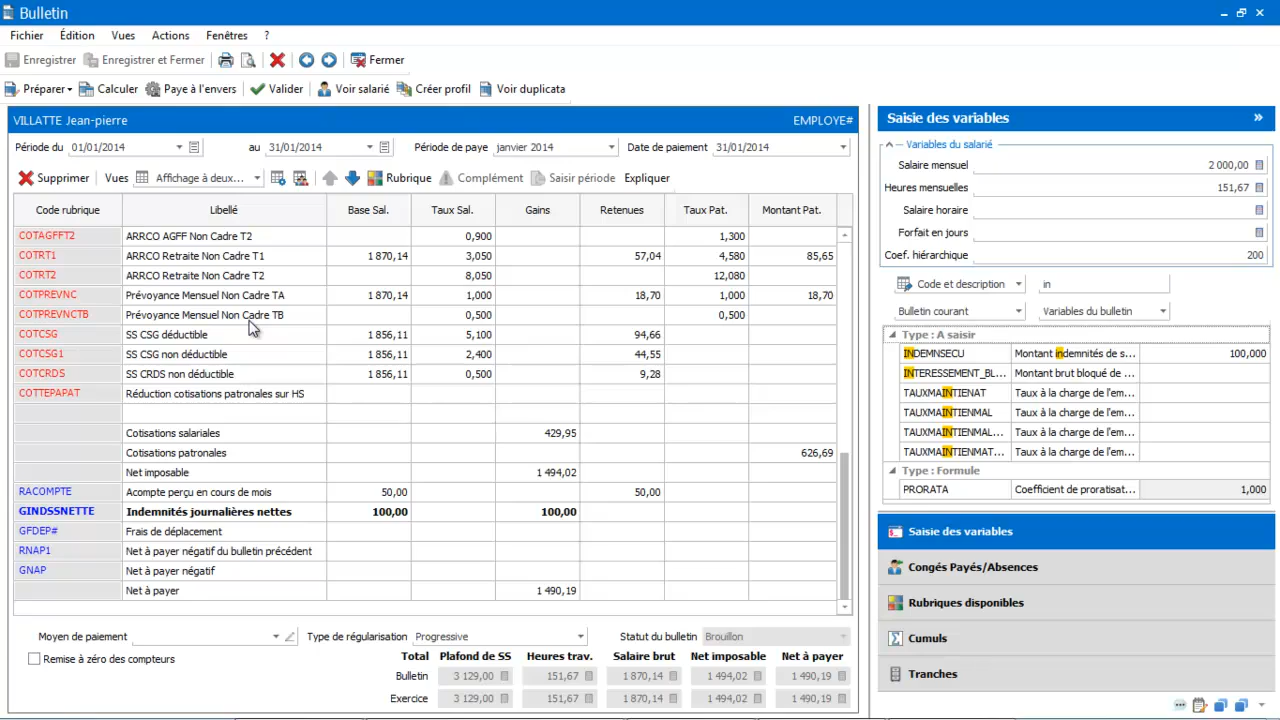 Bulletin
Fichier Édition Vues Actions Fenêtres ?
Enregistrer Enregistrer et Fermer Fermer
Préparer Calculer Paye à l'envers Valider Voir salarié Créer profil Voir duplicata
VILLATTE Jean-pierre EMPLOYE#
Période du 01/01/2014 au 31/01/2014 Période de paye janvier 2014 Date de paiement 31/01/2014
Supprimer Vues Affichage à deux... Rubrique Complément Saisir période Expliquer
Code rubrique Libellé Base Sal. Taux Sal. Gains Retenues Taux Pat. Montant Pat.
COTAGFFT2 ARRCO AGFF Non Cadre T2 0,900 1,300
COTRT1 ARRCO Retraite Non Cadre T1 1 870,14 3,050 57,04 4,580 85,65
COTRT2 ARRCO Retraite Non Cadre T2 8,050 12,080
COTPREVNC Prévoyance Mensuel Non Cadre TA 1 870,14 1,000 18,70 1,000 18,70
COTPREVNCTB Prévoyance Mensuel Non Cadre TB 0,500 0,500
COTCSG SS CSG déductible 1 856,11 5,100 94,66
COTCSG1 SS CSG non déductible 1 856,11 2,400 44,55
COTCRDS SS CRDS non déductible 1 856,11 0,500 9,28
COTTEPAPAT Réduction cotisations patronales sur HS
Cotisations salariales 429,95
Cotisations patronales 626,69
Net imposable 1 494,02
RACOMPTE Acompte perçu en cours de mois 50,00 50,00
GINDSSNETTE Indemnités journalières nettes 100,00 100,00
GFDEP# Frais de déplacement
RNAP1 Net à payer négatif du bulletin précédent
GNAP Net à payer négatif
Net à payer 1 490,19
Moyen de paiement Type de régularisation Progressive Statut du bulletin Brouillon
Remise à zéro des compteurs
Total Plafond de SS Heures trav. Salaire brut Net imposable Net à payer
Bulletin 3 129,00 151,67 1 870,14 1 494,02 1 490,19
Exercice 3 129,00 151,67 1 870,14 1 494,02 1 490,19
Saisie des variables »
Variables du salarié
Salaire mensuel 2 000,00
Heures mensuelles 151,67
Salaire horaire
Forfait en jours
Coef. hiérarchique 200
Code et description in
Bulletin courant Variables du bulletin
Type : A saisir
INDEMNSECU Montant indemnités de s... 100,000
INTERESSEMENT_BL... Montant brut bloqué de ...
TAUXMAINTIENAT Taux à la charge de l'em...
TAUXMAINTIENMAL Taux à la charge de l'em...
TAUXMAINTIENMAL... Taux à la charge de l'em...
TAUXMAINTIENMAT... Taux à la charge de l'em...
Type : Formule
PRORATA Coefficient de proratisat... 1,000
Saisie des variables
Congés Payés/Absences
Rubriques disponibles
Cumuls
Tranches